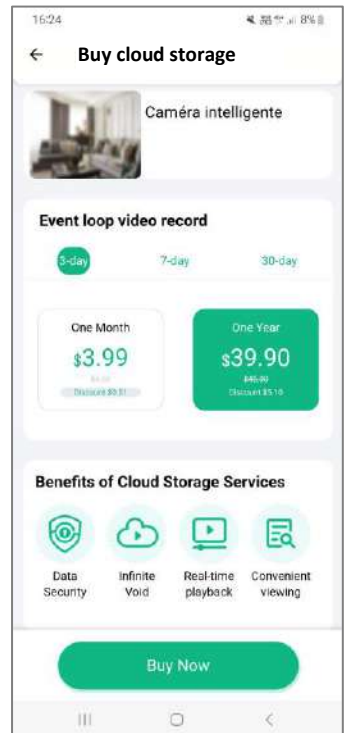 16:24
8%
Buy cloud storage
Caméra intelligente
Event loop video record
3-day 7-day 30-day
One Month One Year
$3.99 $39.90
Discount Discount $5.10
Benefits of Cloud Storage Services
Data Infinite Real-time Convenient
Security Void playback viewing
Buy Now